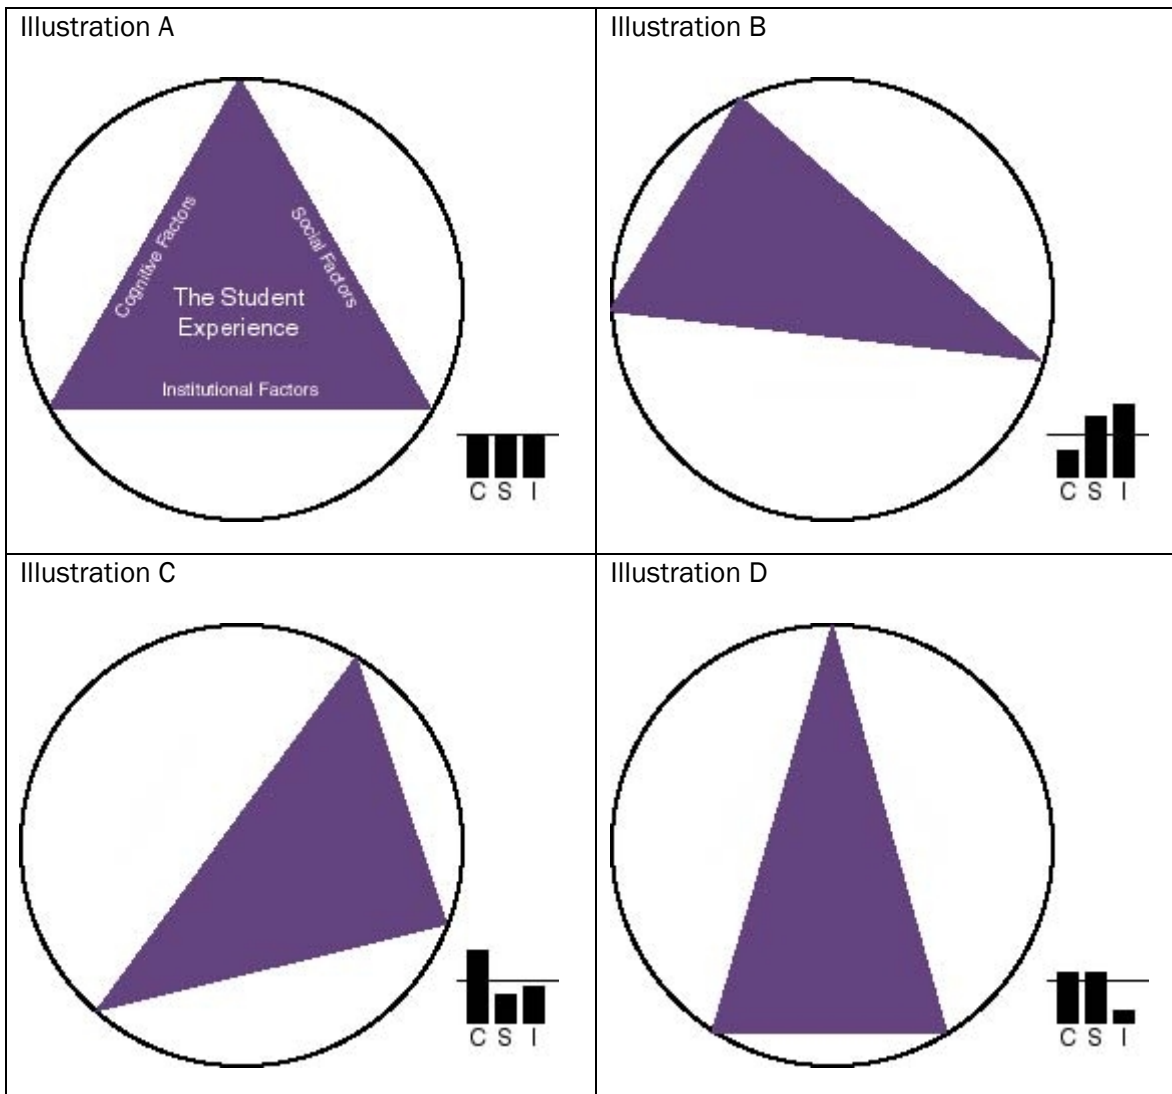 Illustration A
Cognitive Factors
Social Factors
The Student
Experience
Institutional Factors
C S I
Illustration B
C S I
Illustration C
C S I
Illustration D
C S I